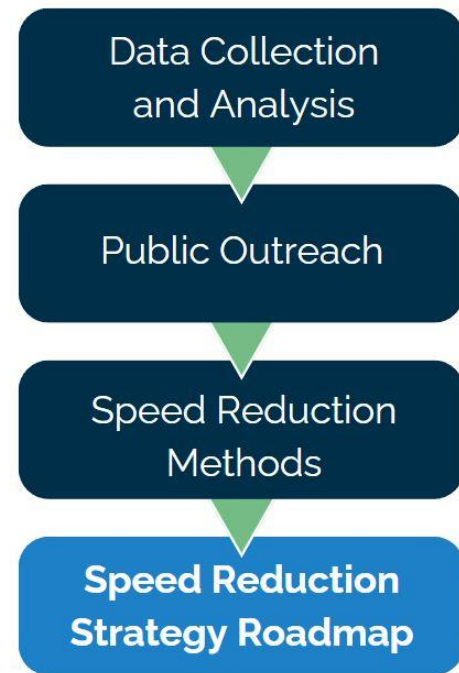 Data Collection
and Analysis
Public Outreach
Speed Reduction
Methods
Speed Reduction
Strategy Roadmap